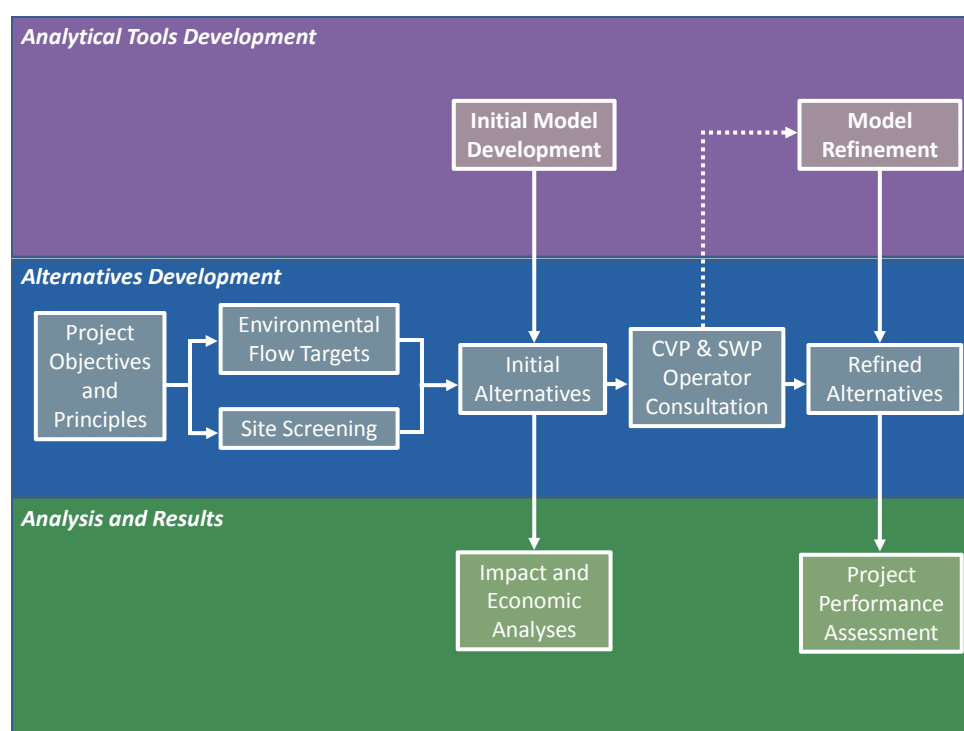 Analytical Tools Development
Initial Model
Development
Model
Refinement
Alternatives Development
Project
Objectives
and
Principles
Environmental
Flow Targets
Site Screening
Initial
Alternatives
CVP & SWP
Operator
Consultation
Refined
Alternatives
Analysis and Results
Impact and
Economic
Analyses
Project
Performance
Assessment